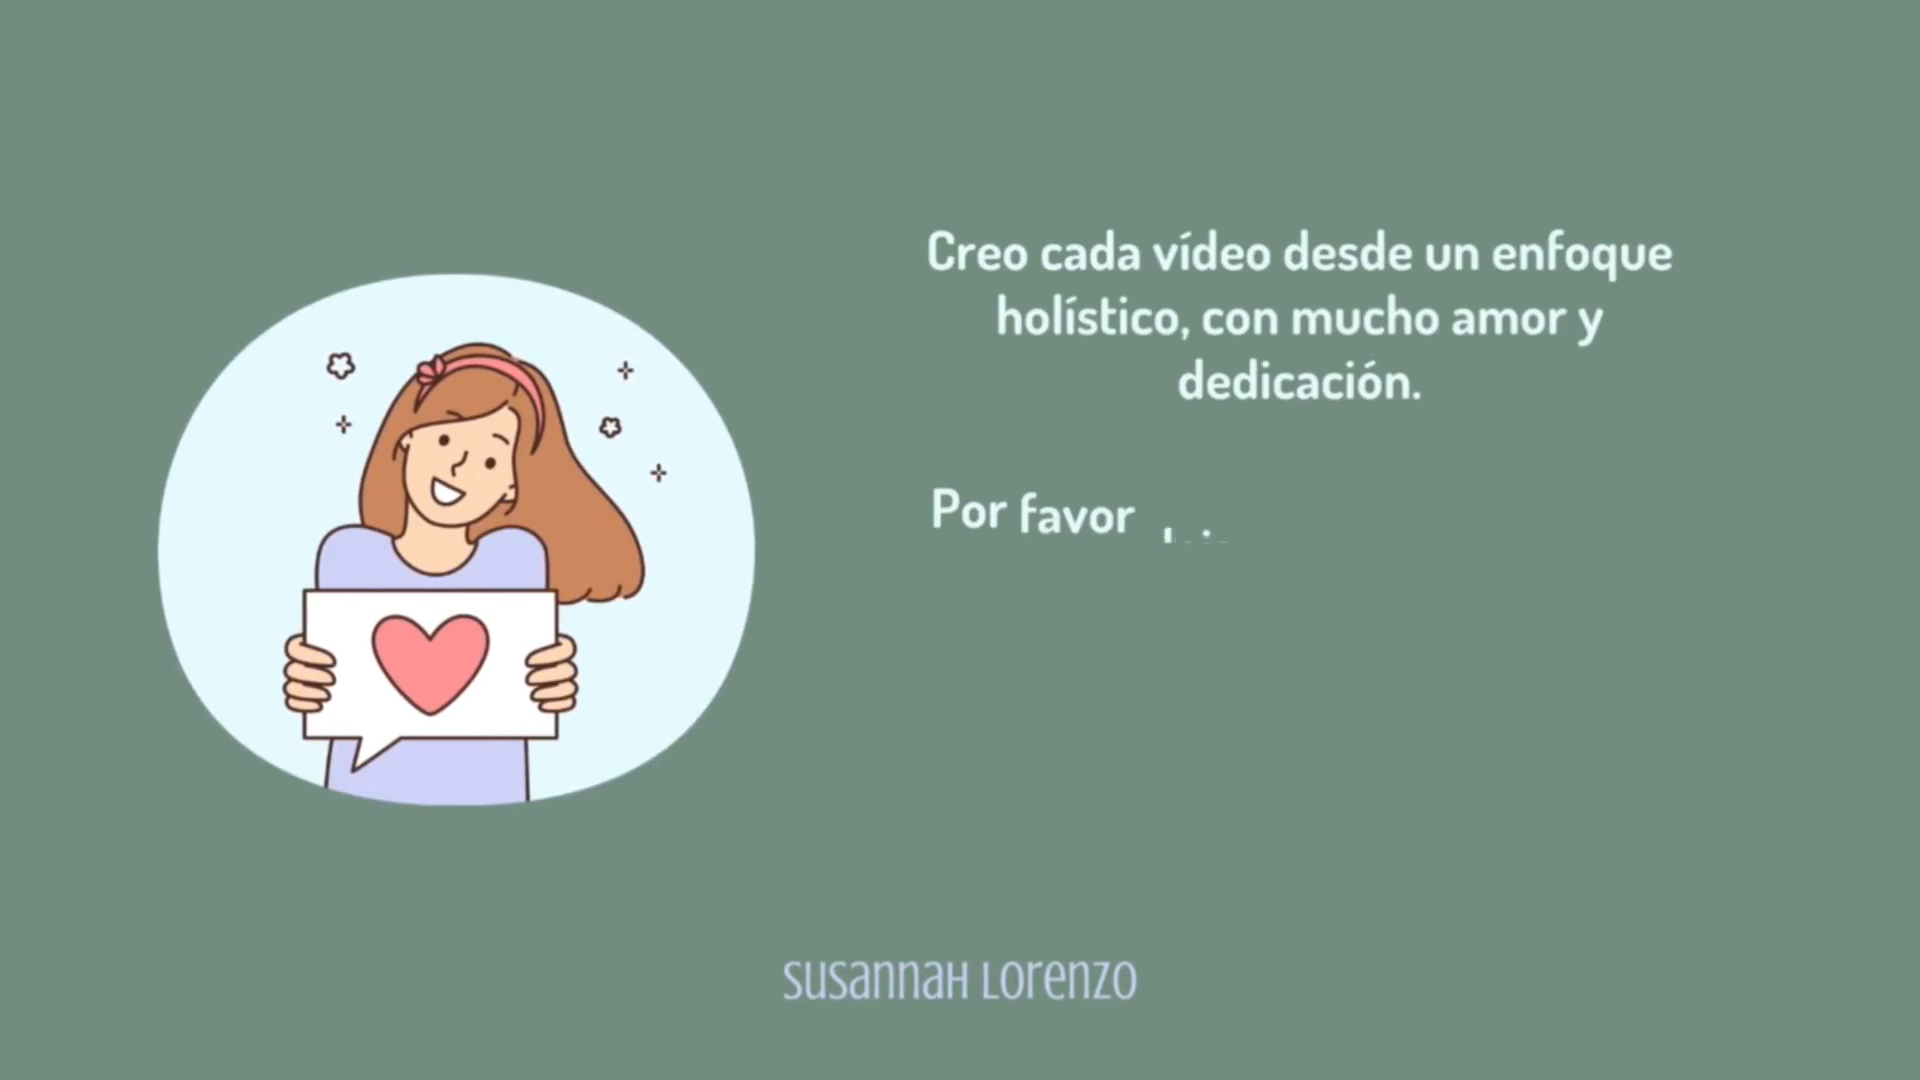 Creo cada vídeo desde un enfoque
holístico, con mucho amor y
dedicación.
Por favor
susannah Lorenzo